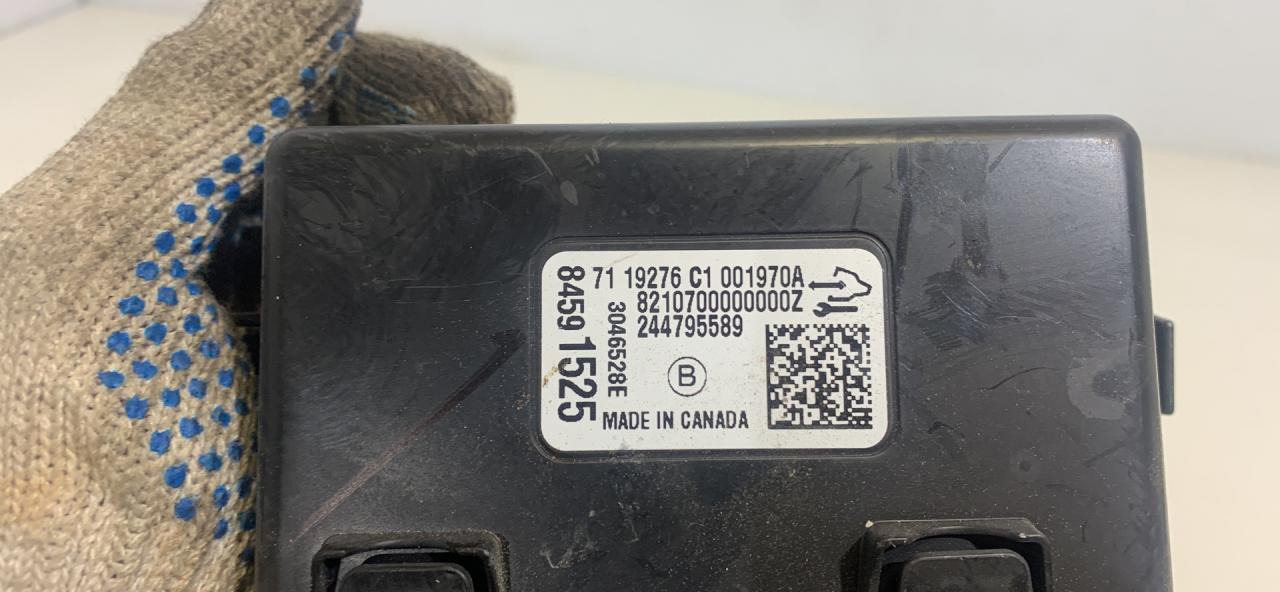 71 19276 C1 001970A
8210700000000Z
244795589
3046528E
84591525
B
MADE IN CANADA